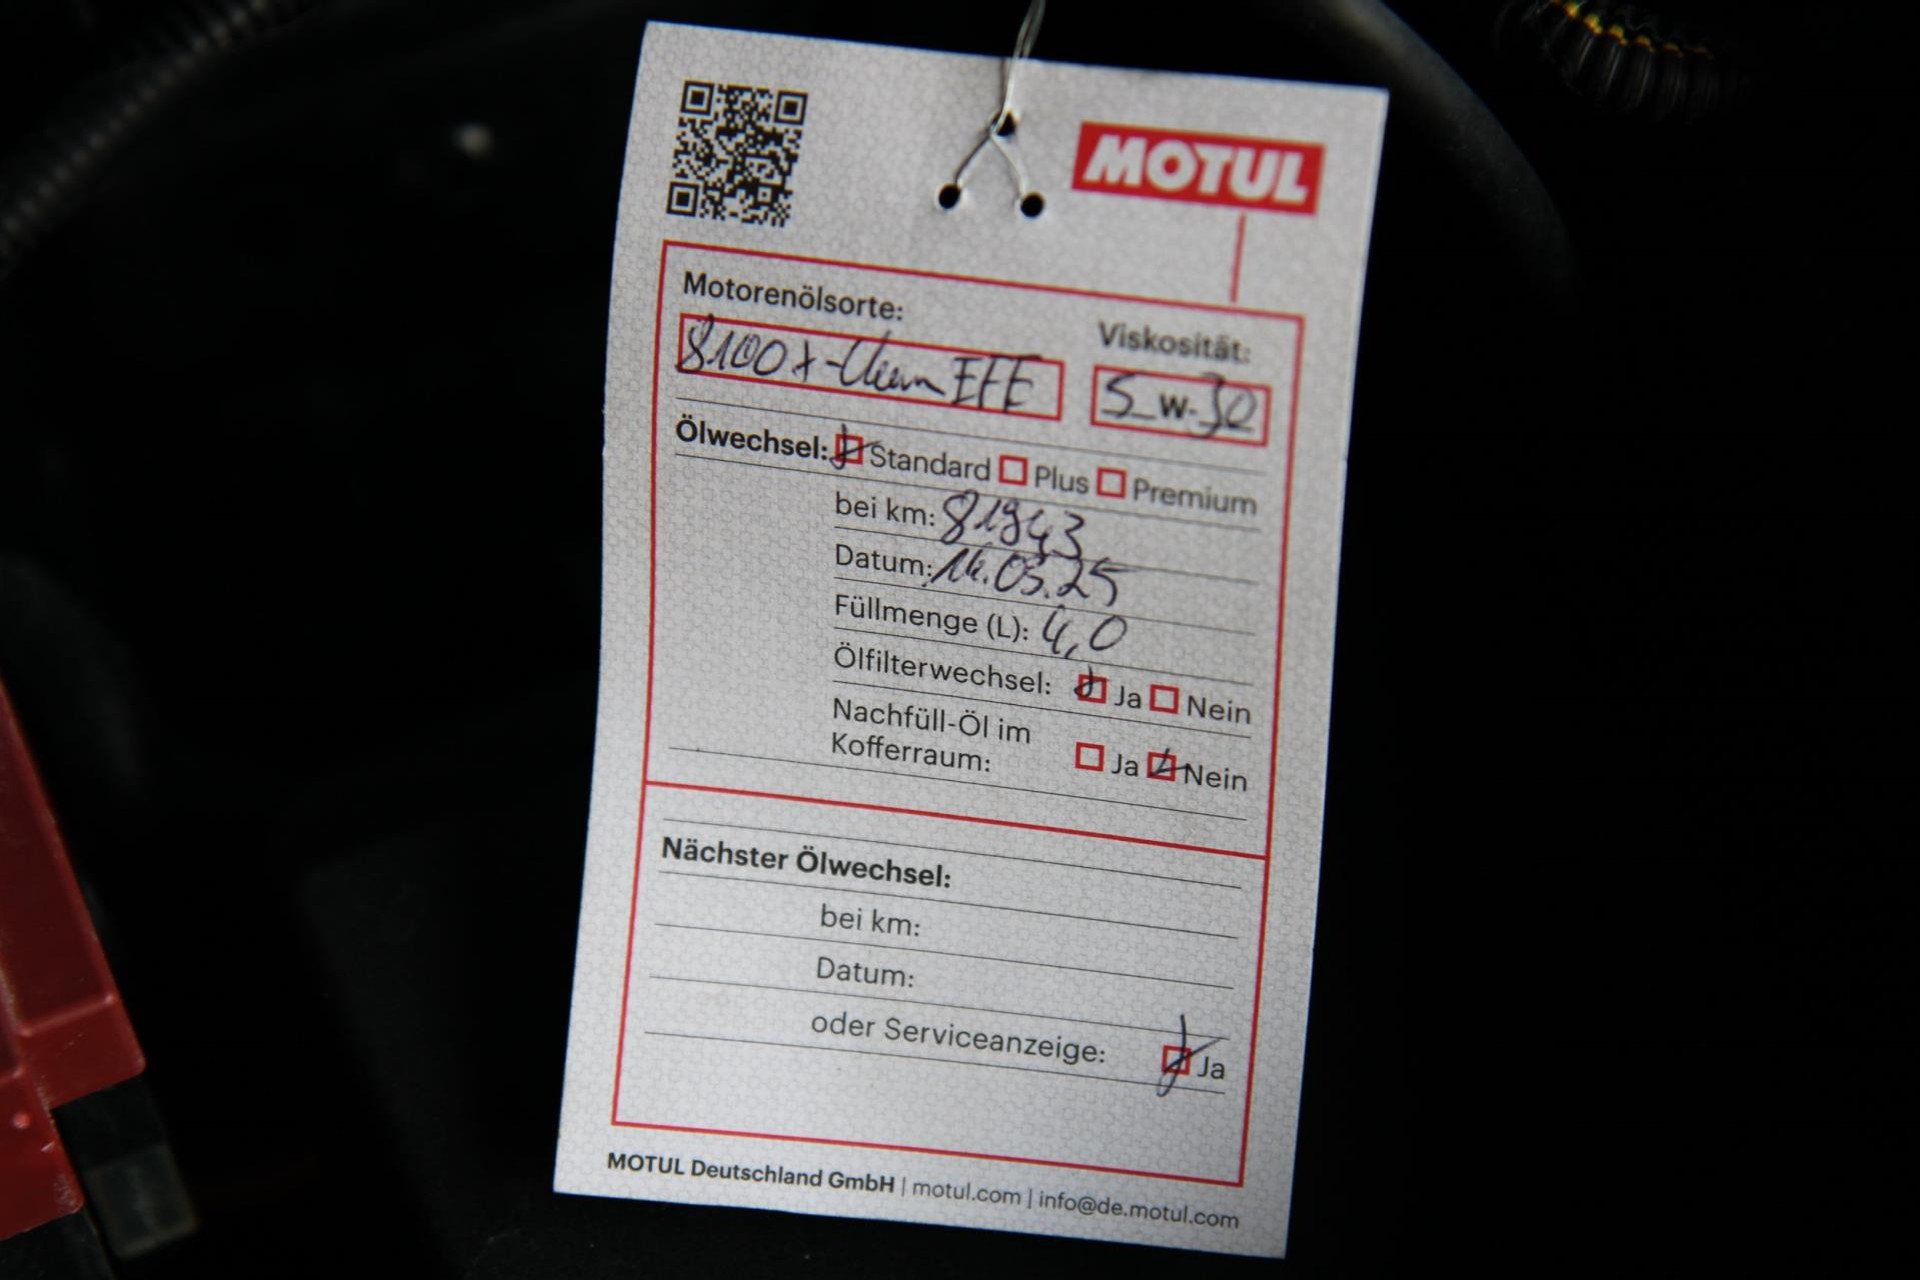 MOTUL
Motorenölsorte:
Viskosität:
8100 X-Clean EFE
5 W-30
Ölwechsel: Standard Plus Premium
bei km: 81943
Datum: 14.03.25
Füllmenge (L): 4,0
Ölfilterwechsel: Ja Nein
Nachfüll-Öl im
Kofferraum: Ja Nein
Nächster Ölwechsel:
bei km:
Datum:
oder Serviceanzeige: Ja
MOTUL Deutschland GmbH | motul.com | info@de.motul.com